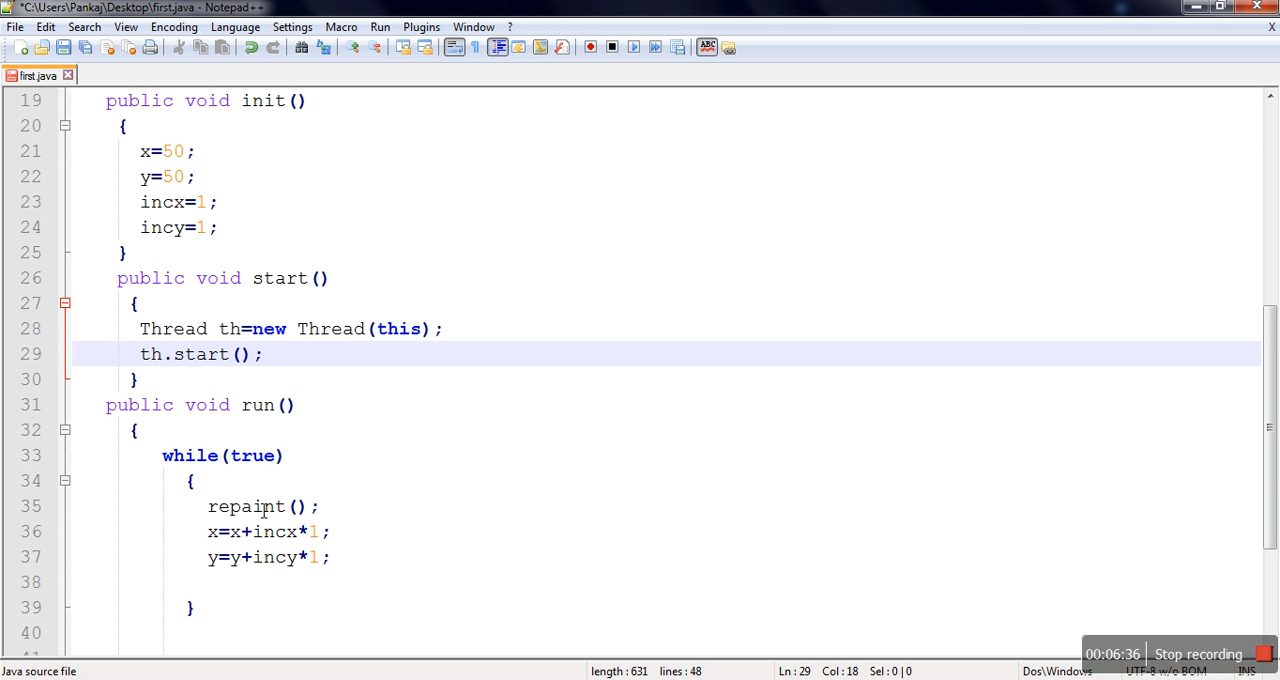 *C:\Users\Pankaj\Desktop\first.java - Notepad++
File Edit Search View Encoding Language Settings Macro Run Plugins Window ? X
ABC
first.java
19 public void init()
20 {
21 x=50;
22 y=50;
23 incx=1;
24 incy=1;
25 }
26 public void start()
27 {
28 Thread th=new Thread(this);
29 th.start();
30 }
31 public void run()
32 {
33 while(true)
34 {
35 repaint();
36 x=x+incx*1;
37 y=y+incy*1;
38
39 }
40
00:06:36 Stop recording
Java source file length : 631 lines : 48 Ln : 29 Col : 18 Sel : 0 | 0 Dos\Windows UTF-8 w/o BOM INS